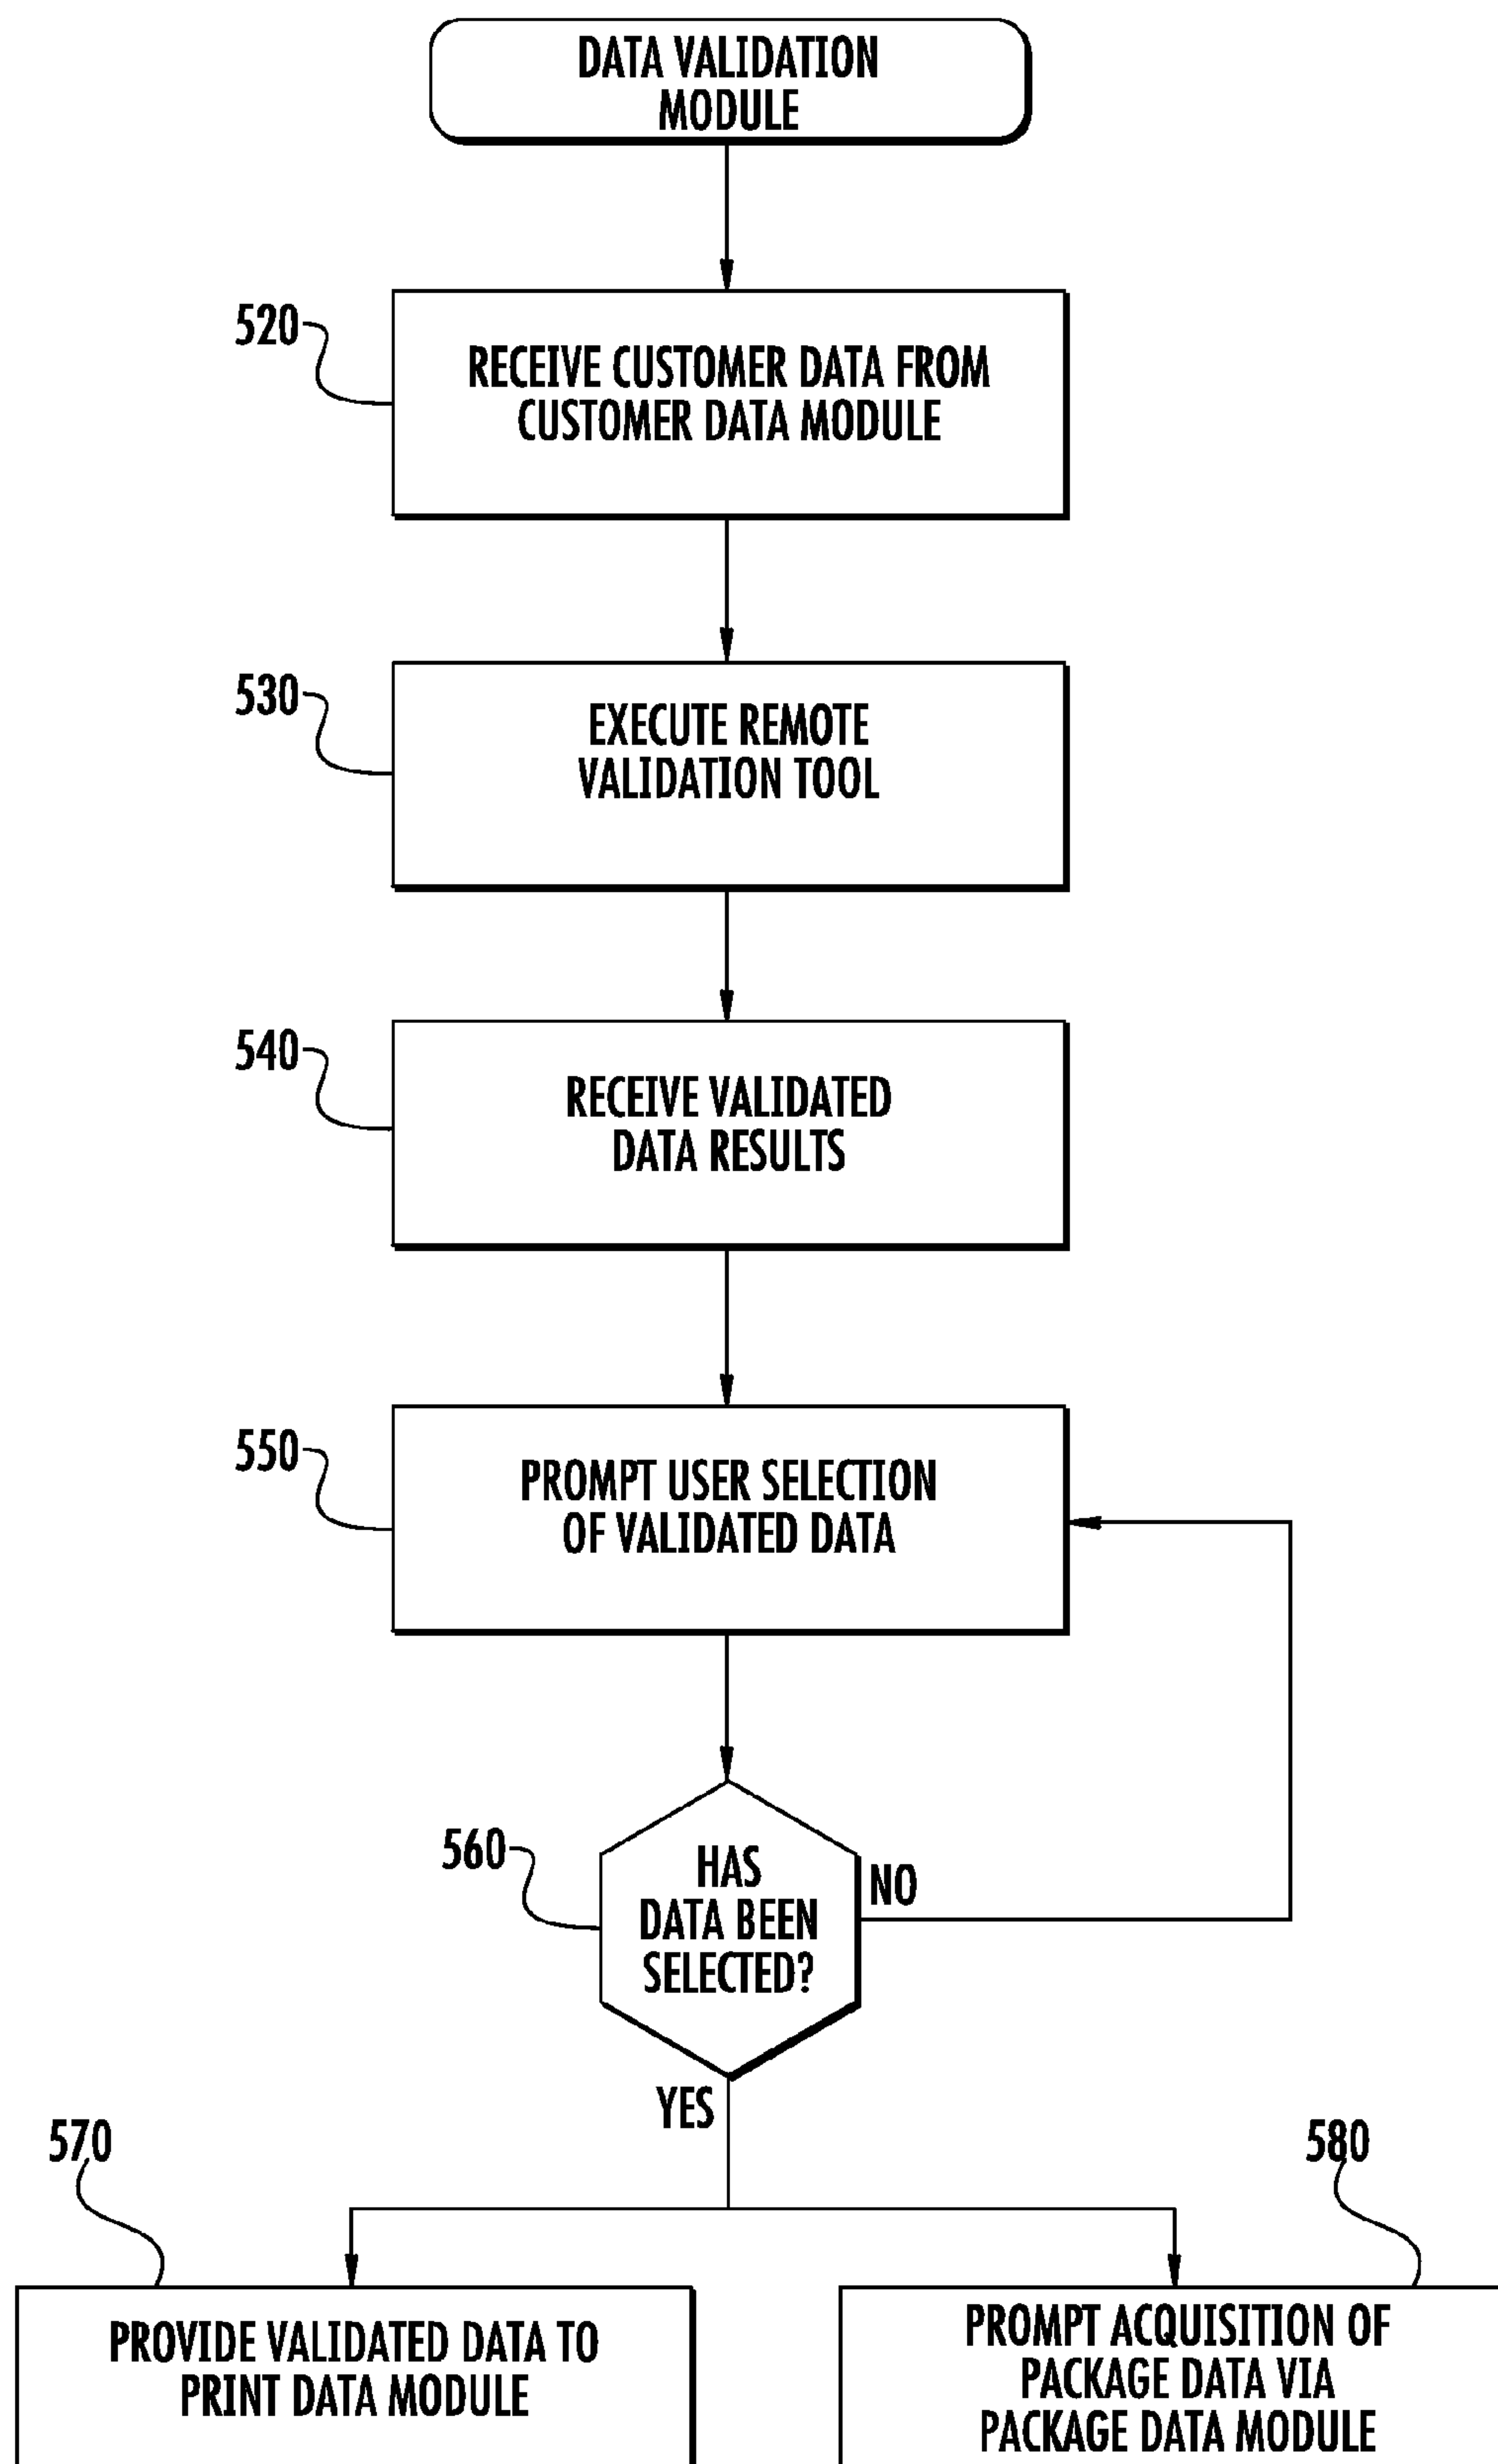 DATA VALIDATION
MODULE
520
RECEIVE CUSTOMER DATA FROM
CUSTOMER DATA MODULE
530
EXECUTE REMOTE
VALIDATION TOOL
540
RECEIVE VALIDATED
DATA RESULTS
550
PROMPT USER SELECTION
OF VALIDATED DATA
560
HAS
DATA BEEN
SELECTED?
NO
YES
570
580
PROVIDE VALIDATED DATA TO
PRINT DATA MODULE
PROMPT ACQUISITION OF
PACKAGE DATA VIA
PACKAGE DATA MODULE